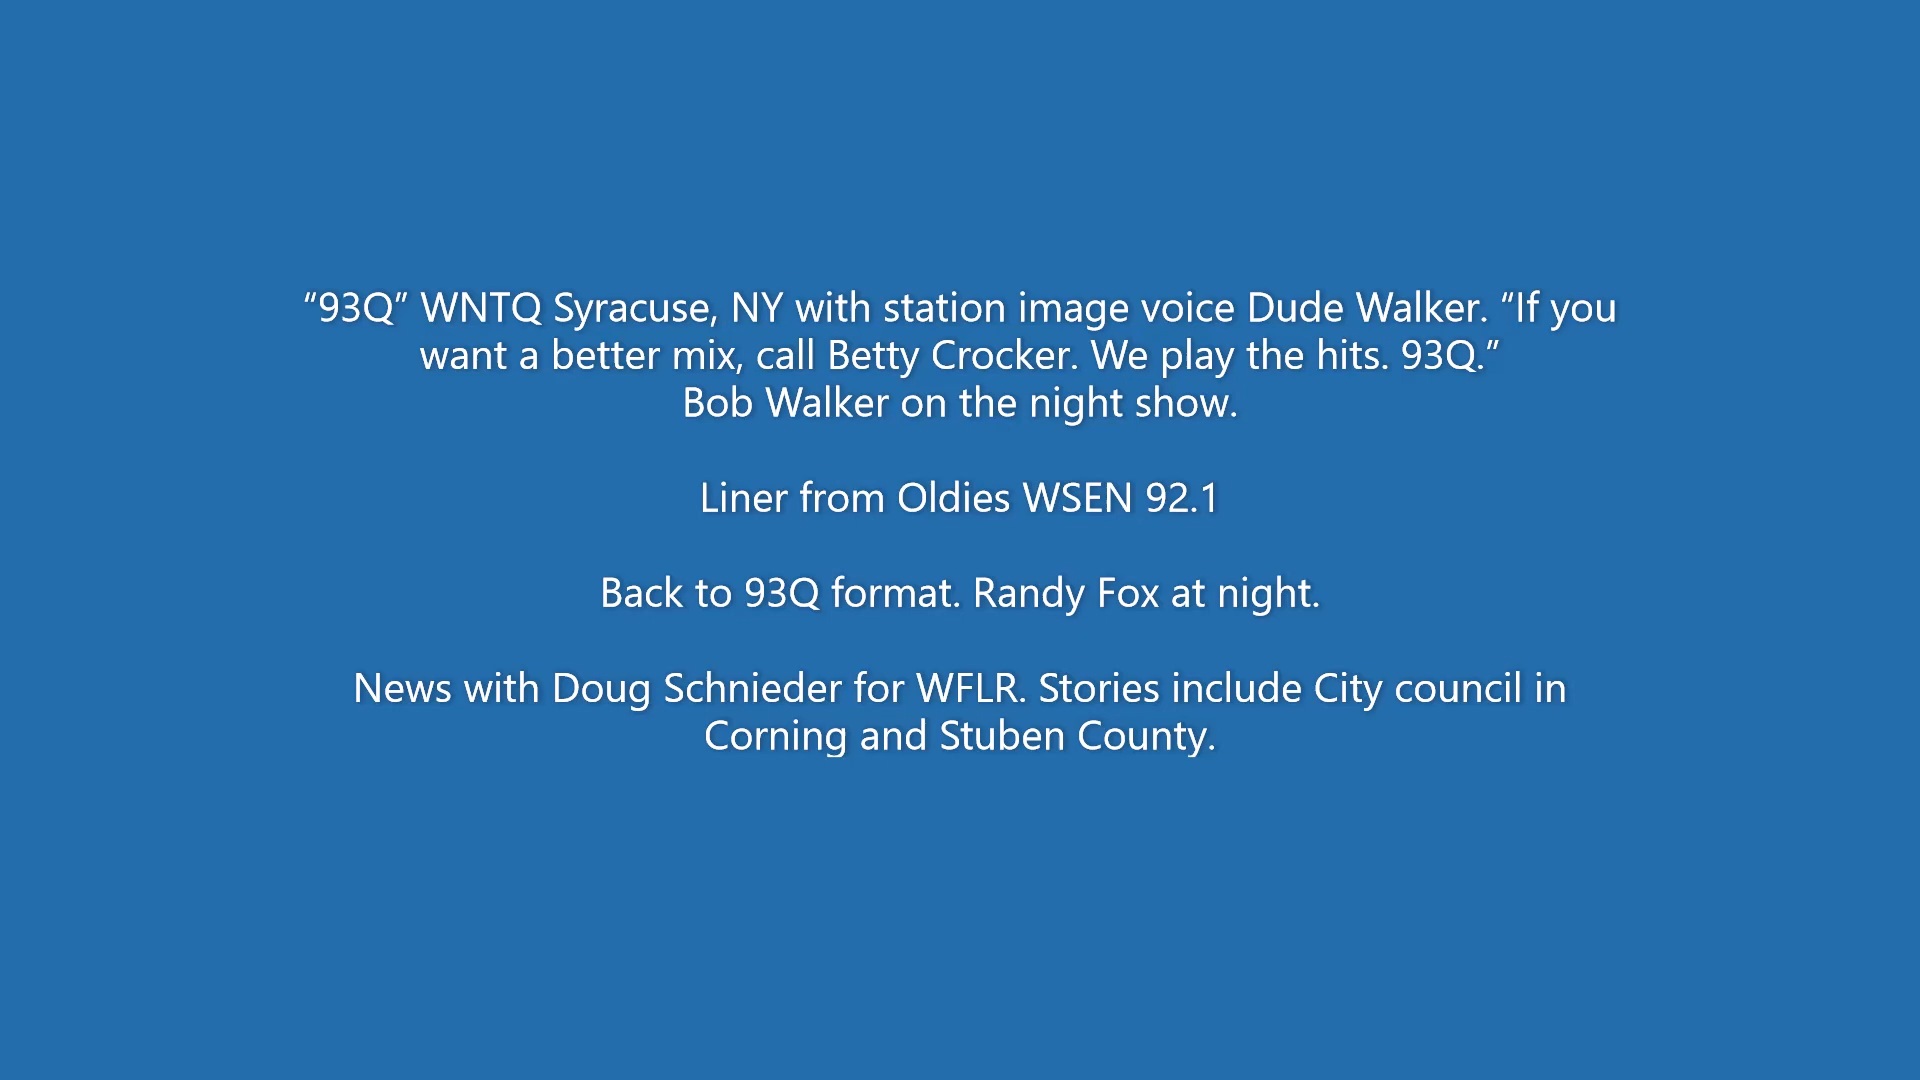 “93Q” WNTQ Syracuse, NY with station image voice Dude Walker. “If you
want a better mix, call Betty Crocker. We play the hits. 93Q.”
Bob Walker on the night show.
Liner from Oldies WSEN 92.1
Back to 93Q format. Randy Fox at night.
News with Doug Schnieder for WFLR. Stories include City council in
Corning and Stuben County.